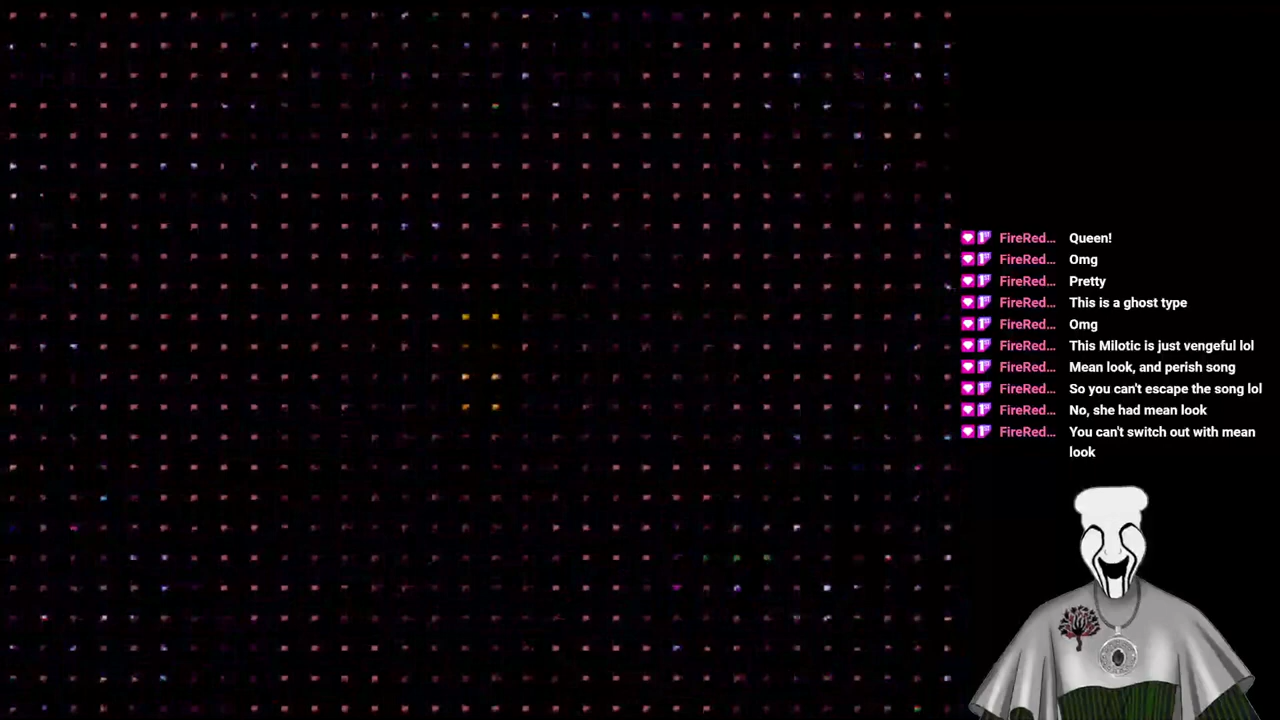 FireRed... Queen!
FireRed... Omg
FireRed... Pretty
FireRed... This is a ghost type
FireRed... Omg
FireRed... This Milotic is just vengeful lol
FireRed... Mean look, and perish song
FireRed... So you can't escape the song lol
FireRed... No, she had mean look
FireRed... You can't switch out with mean
look